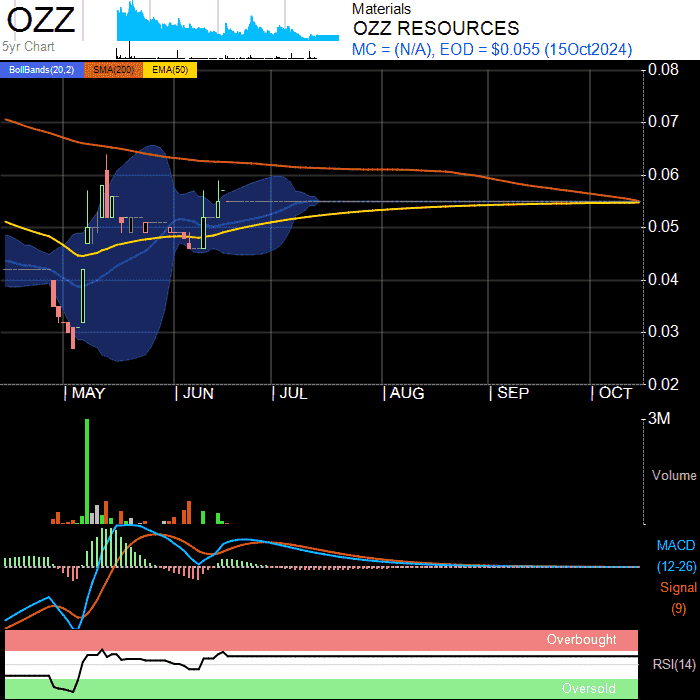 OZZ
5yr Chart
Materials
OZZ RESOURCES
MC = (N/A), EOD = $0.055 (15Oct2024)
BollBands(20,2) SMA(200) EMA(50)
0.08
0.07
0.06
0.05
0.04
0.03
0.02
MAY JUN JUL AUG SEP OCT
3M
Volume
MACD
(12-26)
Signal
(9)
Overbought
RSI(14)
Oversold